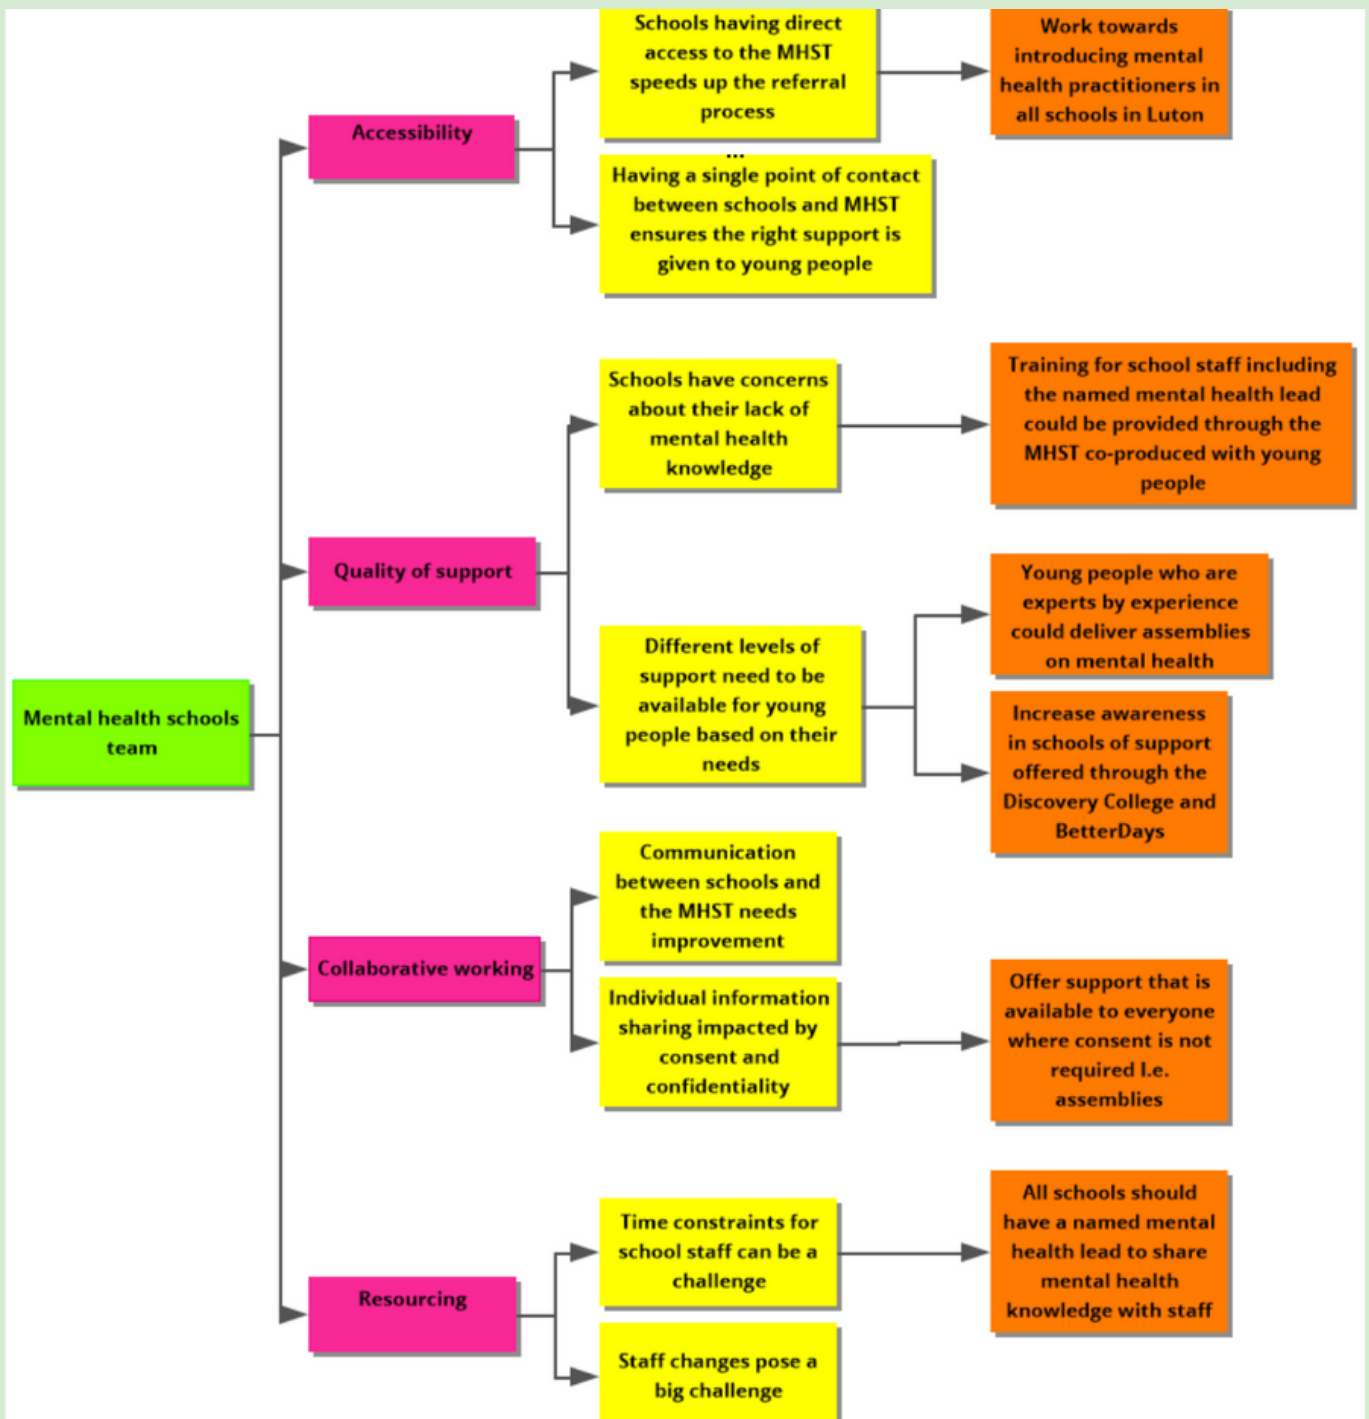 Schools having direct
access to the MHST
speeds up the referral
process
Work towards
introducing mental
health practitioners in
all schools in Luton
Accessibility
...
Having a single point of contact
between schools and MHST
ensures the right support is
given to young people
Schools have concerns
about their lack of
mental health
knowledge
Training for school staff including
the named mental health lead
could be provided through the
MHST co-produced with young
people
Quality of support
Different levels of
support need to be
available for young
people based on their
needs
Young people who are
experts by experience
could deliver assemblies
on mental health
Increase awareness
in schools of support
offered through the
Discovery College and
BetterDays
Mental health schools
team
Communication
between schools and
the MHST needs
improvement
Collaborative working
Individual information
sharing impacted by
consent and
confidentiality
Offer support that is
available to everyone
where consent is not
required I.e.
assemblies
Time constraints for
school staff can be a
challenge
All schools should
have a named mental
health lead to share
mental health
knowledge with staff
Resourcing
Staff changes pose a
big challenge